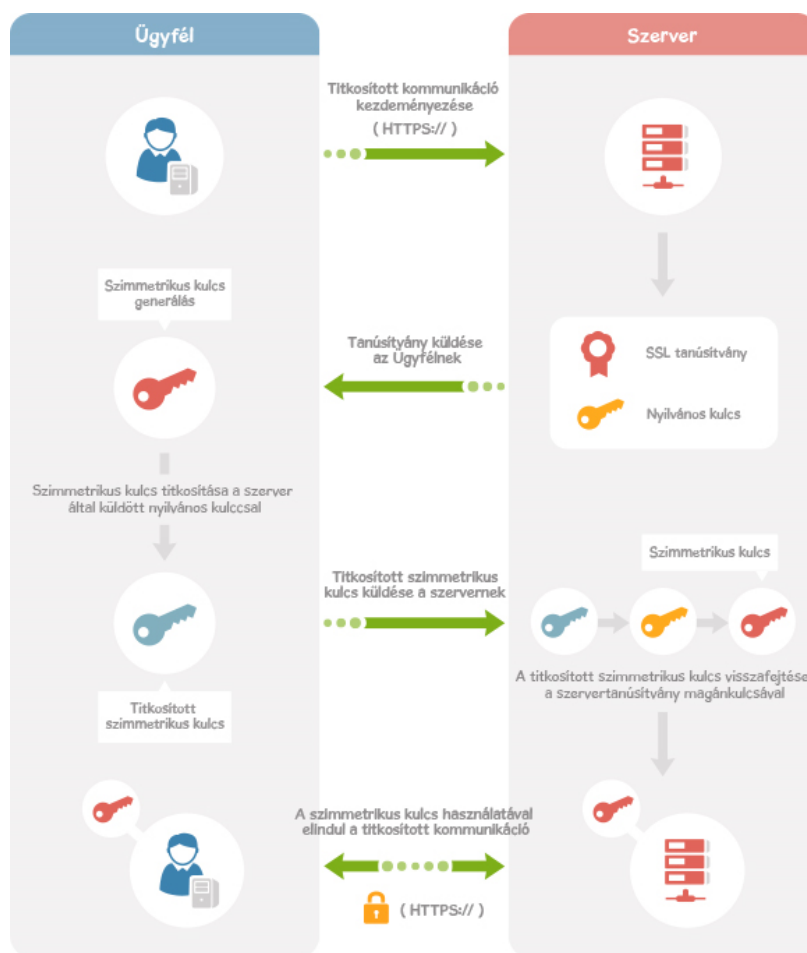 Ügyfél
Szerver
Titkosított kommunikáció
kezdeményezése
( HTTPS:// )
Szimmetrikus kulcs
generálás
Tanúsítyány küldése
az Ügyfélnek
SSL tanúsítvány
Nyilvános kulcs
Szimmetrikus kulcs titkosítása a szerver
által küldött nyilvános kulccsal
Titkosított szimmetrikus
kulcs küldése a szervernek
Szimmetrikus kulcs
A titkosított szimmetrikus kulcs visszafejtése
a szervertanúsítvány magánkulcsával
Titkosított
szimmetrikus kulcs
A szimmetrikus kulcs használatával
elindul a titkosított kommunikáció
( HTTPS:// )